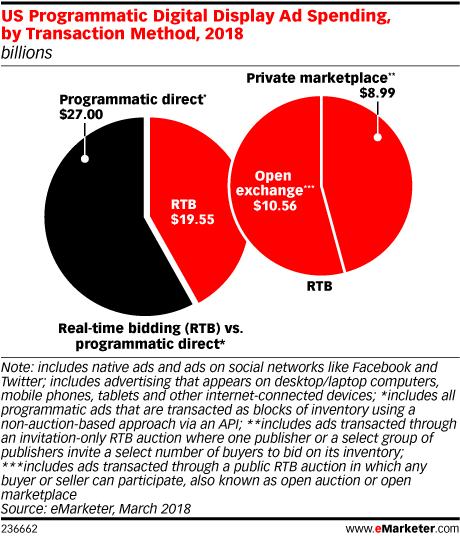 US Programmatic Digital Display Ad Spending,
by Transaction Method, 2018
billions
Programmatic direct*
$27.00
RTB
$19.55
Private marketplace**
$8.99
Open
exchange***
$10.56
RTB
Real-time bidding (RTB) vs.
programmatic direct*
Note: includes native ads and ads on social networks like Facebook and
Twitter; includes advertising that appears on desktop/laptop computers,
mobile phones, tablets and other internet-connected devices; *includes all
programmatic ads that are transacted as blocks of inventory using a
non-auction-based approach via an API; **includes ads transacted through
an invitation-only RTB auction where one publisher or a select group of
publishers invite a select number of buyers to bid on its inventory;
***includes ads transacted through a public RTB auction in which any
buyer or seller can participate, also known as open auction or open
marketplace
Source: eMarketer, March 2018
236662
www.eMarketer.com